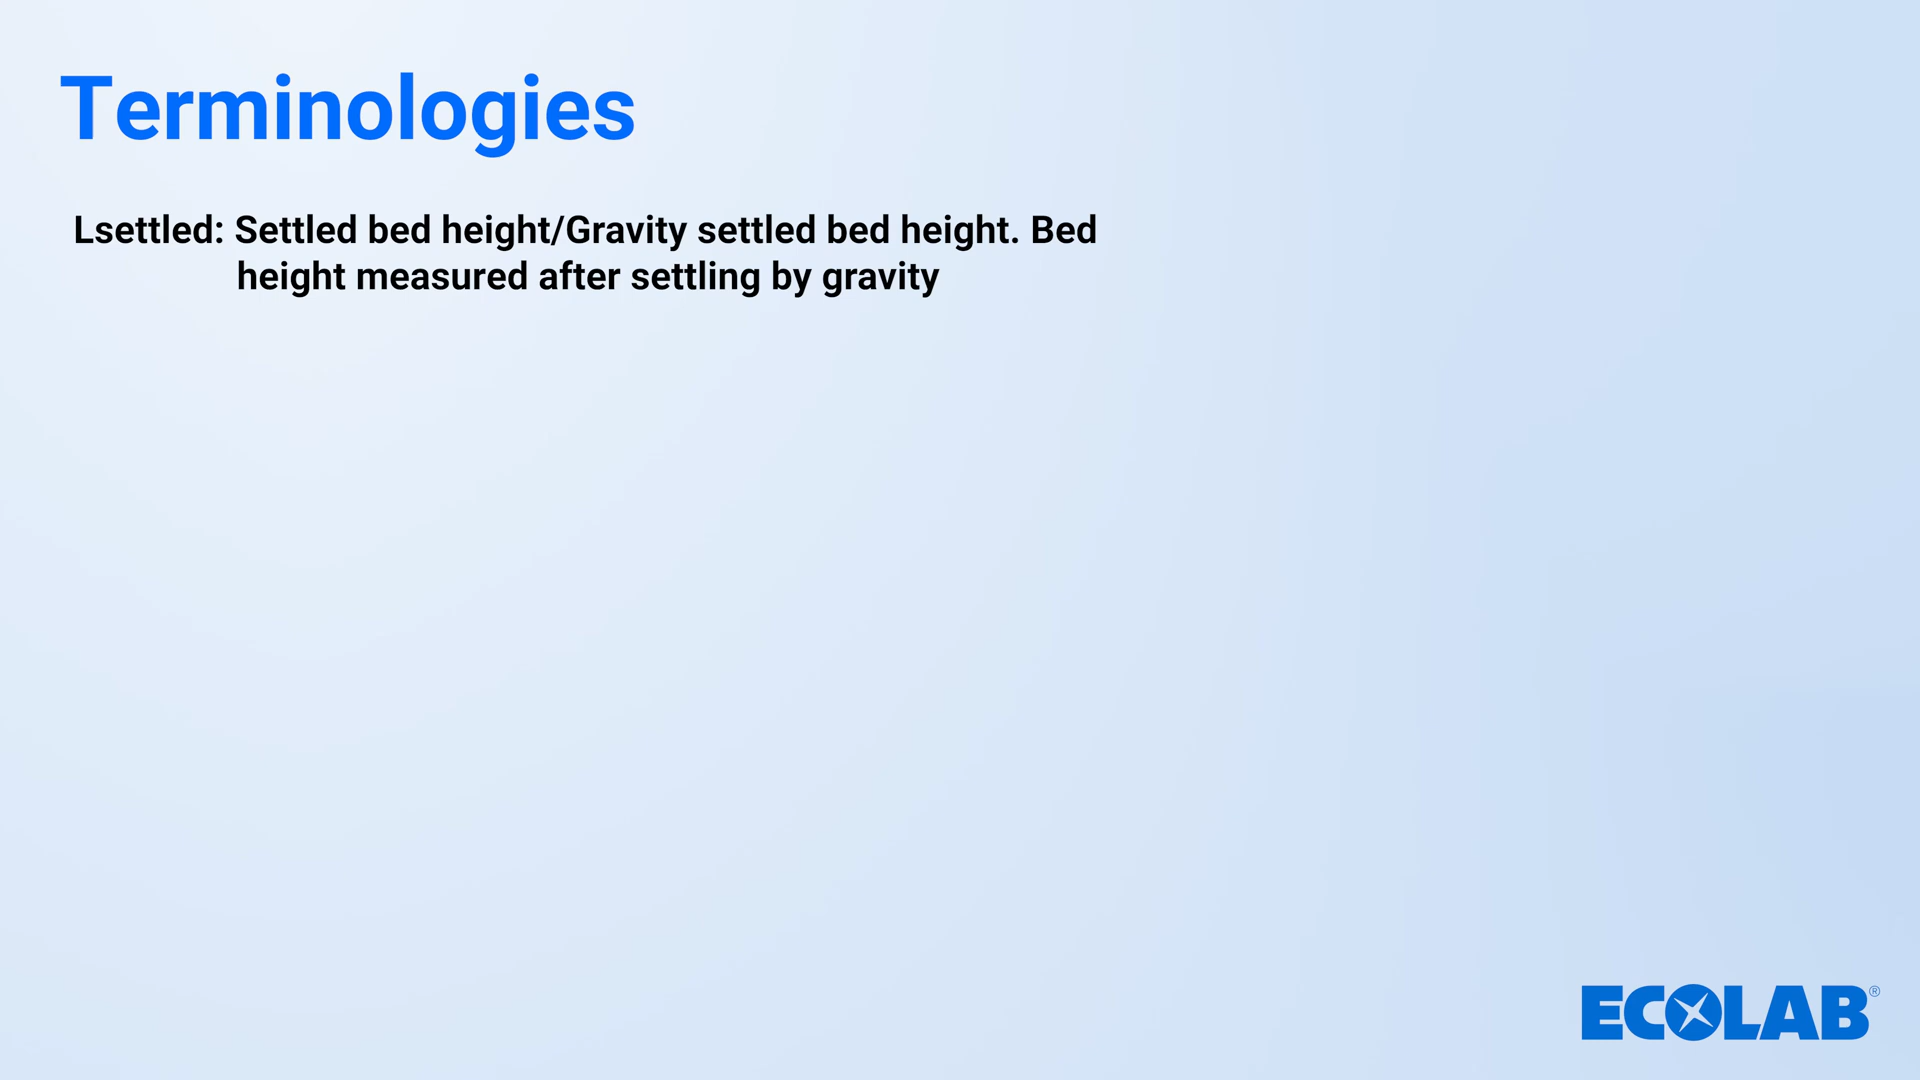 Terminologies
Lsettled: Settled bed height/Gravity settled bed height. Bed
height measured after settling by gravity
ECOLAB®